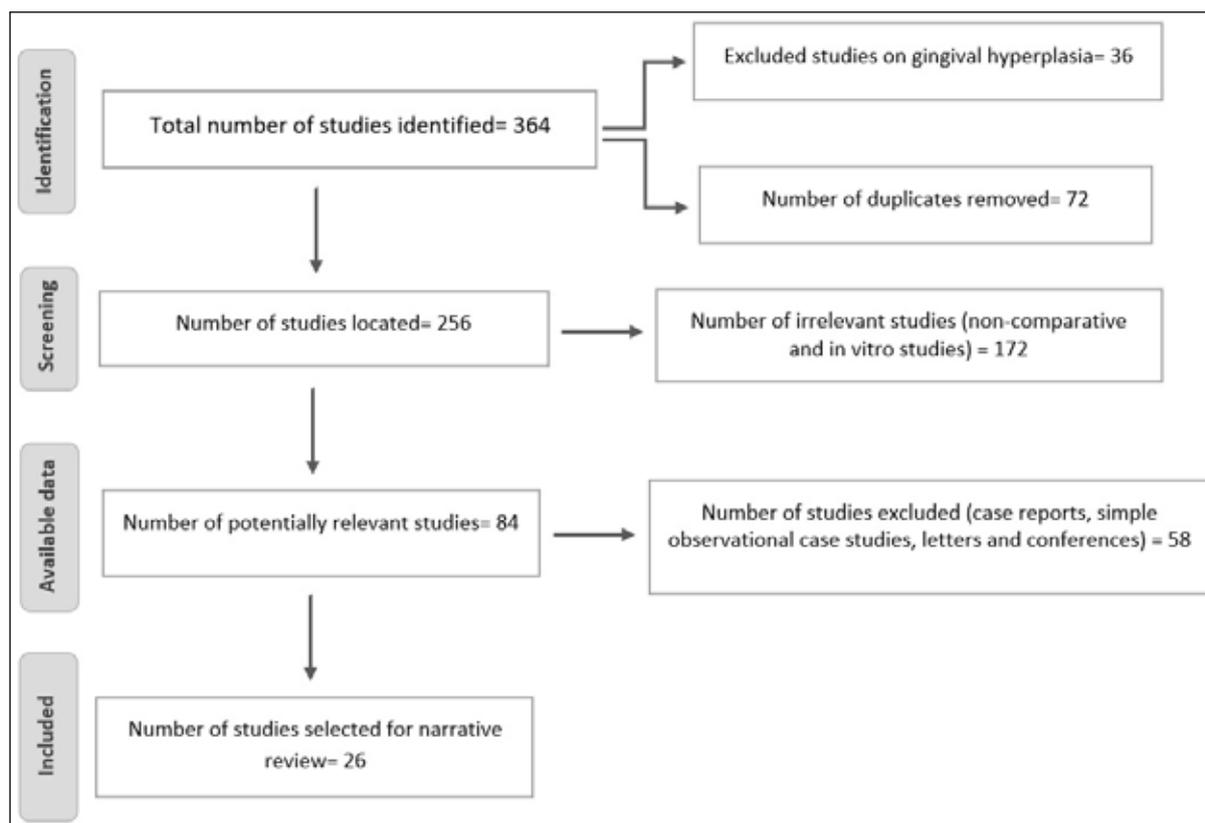 Identification
Total number of studies identified= 364
Excluded studies on gingival hyperplasia= 36
Number of duplicates removed= 72
Screening
Number of studies located= 256
Number of irrelevant studies (non-comparative
and in vitro studies) = 172
Available data
Number of potentially relevant studies= 84
Number of studies excluded (case reports, simple
observational case studies, letters and conferences) = 58
Included
Number of studies selected for narrative
review= 26